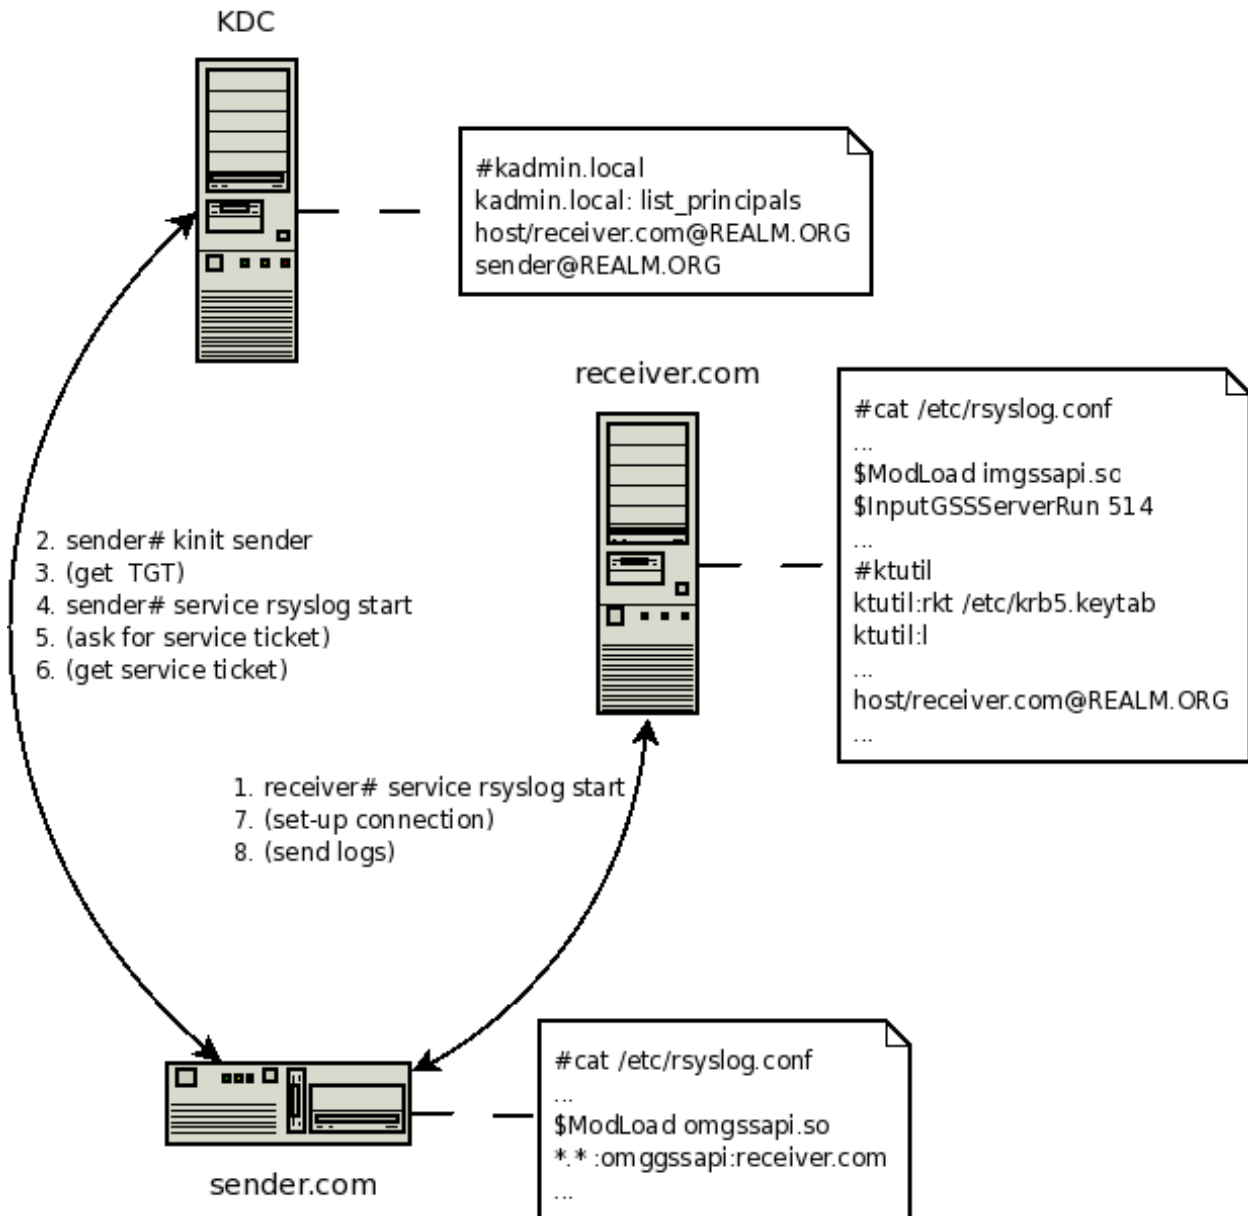 KDC
#kadmin.local
kadmin.local: list_principals
host/receiver.com@REALM.ORG
sender@REALM.ORG
receiver.com
#cat /etc/rsyslog.conf
...
$ModLoad imgssapi.so
$InputGSSServerRun 514
...
#ktutil
ktutil:rkt /etc/krb5.keytab
ktutil:l
...
host/receiver.com@REALM.ORG
...
2. sender# kinit sender
3. (get TGT)
4. sender# service rsyslog start
5. (ask for service ticket)
6. (get service ticket)
1. receiver# service rsyslog start
7. (set-up connection)
8. (send logs)
sender.com
#cat /etc/rsyslog.conf
...
$ModLoad omgssapi.so
*.* :omggssapi:receiver.com
...